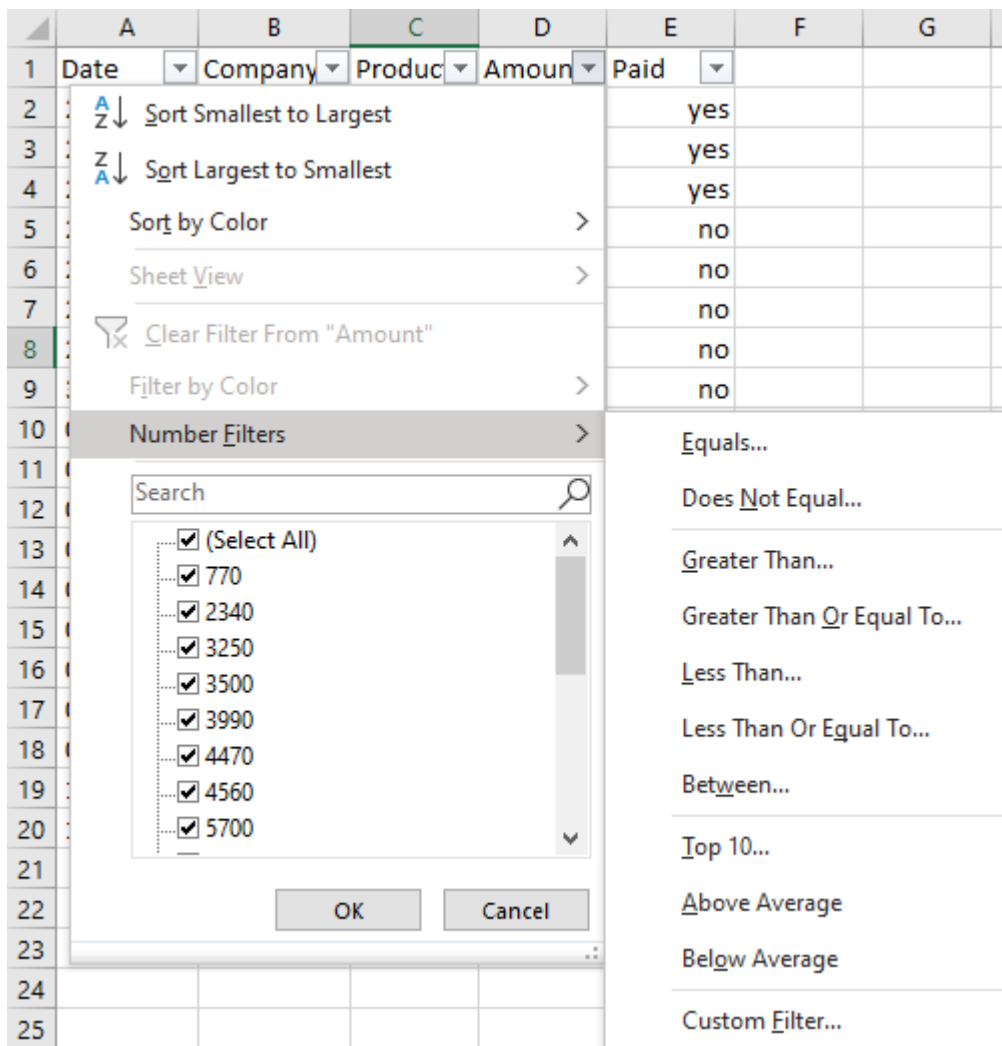 A B C D E F G
1 Date Company Produc Amoun Paid
2 yes
3 yes
4 yes
5 no
6 no
7 no
8 no
9 no
10
11
12
13
14
15
16
17
18
19
20
21
22
23
24
25
Sort Smallest to Largest
Sort Largest to Smallest
Sort by Color
Sheet View
Clear Filter From "Amount"
Filter by Color
Number Filters
Search
(Select All)
770
2340
3250
3500
3990
4470
4560
5700
OK Cancel
Equals...
Does Not Equal...
Greater Than...
Greater Than Or Equal To...
Less Than...
Less Than Or Equal To...
Between...
Top 10...
Above Average
Below Average
Custom Filter...